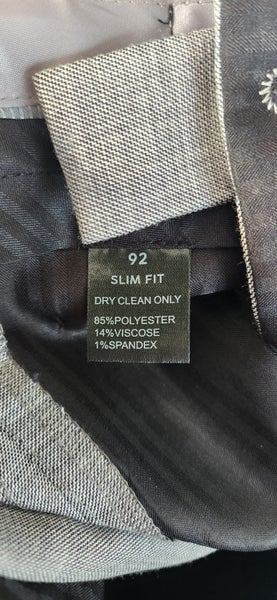 92
SLIM FIT
DRY CLEAN ONLY
85%POLYESTER
14%VISCOSE
1%SPANDEX